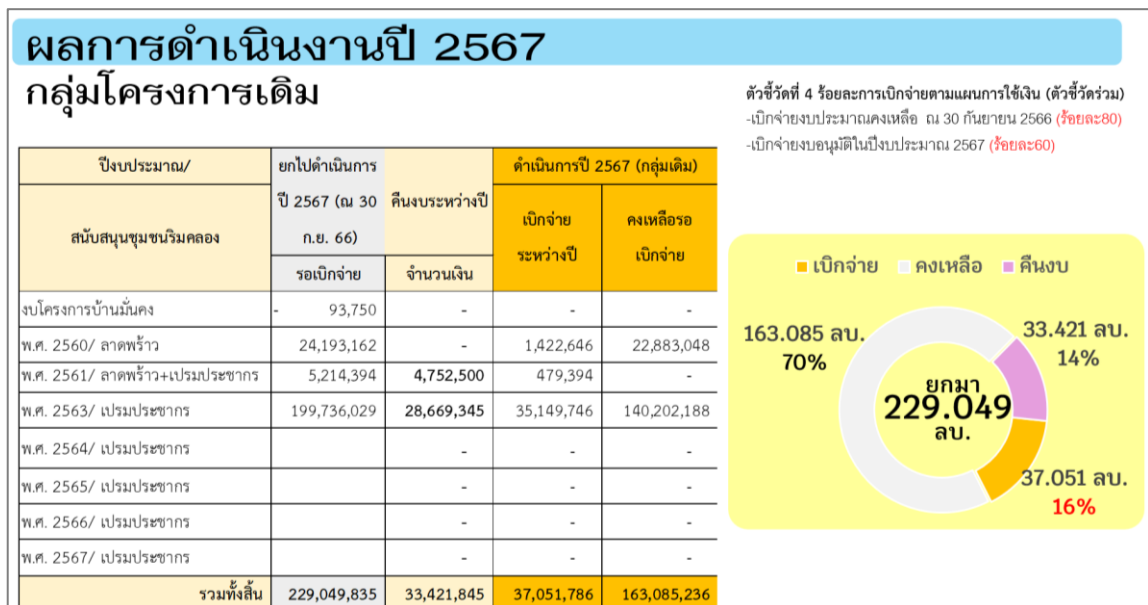 ผลการดำเนินงานปี 2567
กลุ่มโครงการเดิม
ตัวชี้วัดที่ 4 ร้อยละการเบิกจ่ายตามแผนการใช้เงิน (ตัวชี้วัดร่วม)
-เบิกจ่ายงบประมาณคงเหลือ ณ 30 กันยายน 2566 (ร้อยละ80)
-เบิกจ่ายงบอนุมัติในปีงบประมาณ 2567 (ร้อยละ60)
ปีงบประมาณ/
สนับสนุนชุมชนริมคลอง
ยกไปดำเนินการ
ปี 2567 (ณ 30
ก.ย. 66)
รอเบิกจ่าย
คืนงบระหว่างปี
จำนวนเงิน
ดำเนินการปี 2567 (กลุ่มเดิม)
เบิกจ่าย
ระหว่างปี
คงเหลือรอ
เบิกจ่าย
งบโครงการบ้านมั่นคง - 93,750 - - -
พ.ศ. 2560/ ลาดพร้าว 24,193,162 - 1,422,646 22,883,048
พ.ศ. 2561/ ลาดพร้าว+เปรมประชากร 5,214,394 4,752,500 479,394 -
พ.ศ. 2563/ เปรมประชากร 199,736,029 28,669,345 35,149,746 140,202,188
พ.ศ. 2564/ เปรมประชากร - - -
พ.ศ. 2565/ เปรมประชากร - - -
พ.ศ. 2566/ เปรมประชากร - - -
พ.ศ. 2567/ เปรมประชากร - - -
รวมทั้งสิ้น 229,049,835 33,421,845 37,051,786 163,085,236
เบิกจ่าย คงเหลือ คืนงบ
163.085 ลบ.
70%
33.421 ลบ.
14%
ยกมา
229.049
ลบ.
37.051 ลบ.
16%